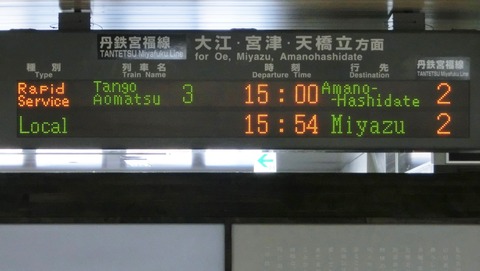 丹鉄宮福線
TANTETSU Miyafuku Line
大江・宮津・天橋立方面
for Oe, Miyazu, Amanohashidate
丹鉄宮福線
TANTETSU Miyafuku Line
種別 列車名 時刻 行先
Type Train Name Departure Time Destination
Rapid Service Tango Aomatsu 3 15:00 Amano-Hashidate 2
Local 15:54 Miyazu 2